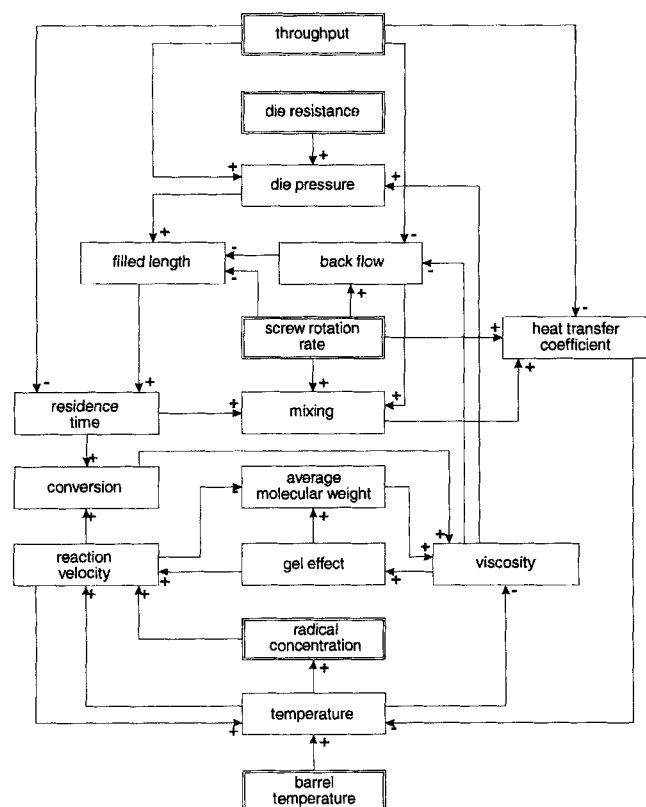 throughput
die resistance
+
+
+
die pressure
+
-
filled length
-
-
back flow
-
+
screw rotation
rate
+
-
heat transfer
coefficient
+
-
+
+
+
residence
time
+
mixing
+
conversion
-
average
molecular weight
+
+
+
+
reaction
velocity
+
gel effect
+
viscosity
+
+
-
radical
concentration
+
temperature
+
-
+
barrel
temperature